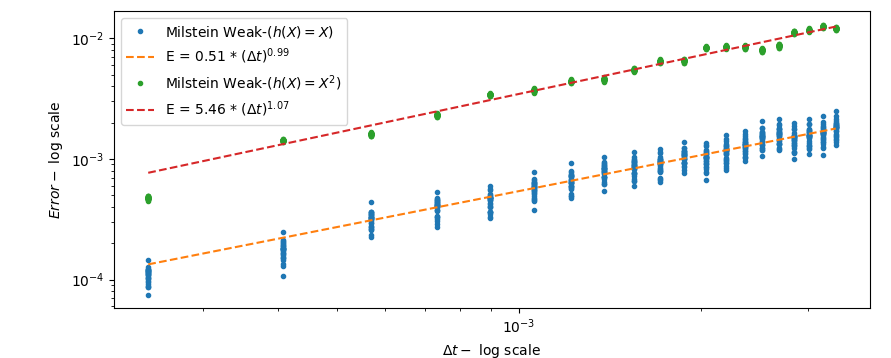 Milstein Weak-(h(X) = X)
E = 0.51 * (Δt)^0.99
Milstein Weak-(h(X) = X²)
E = 5.46 * (Δt)^1.07
10⁻²
10⁻³
10⁻⁴
Error − log scale
10⁻³
Δt − log scale